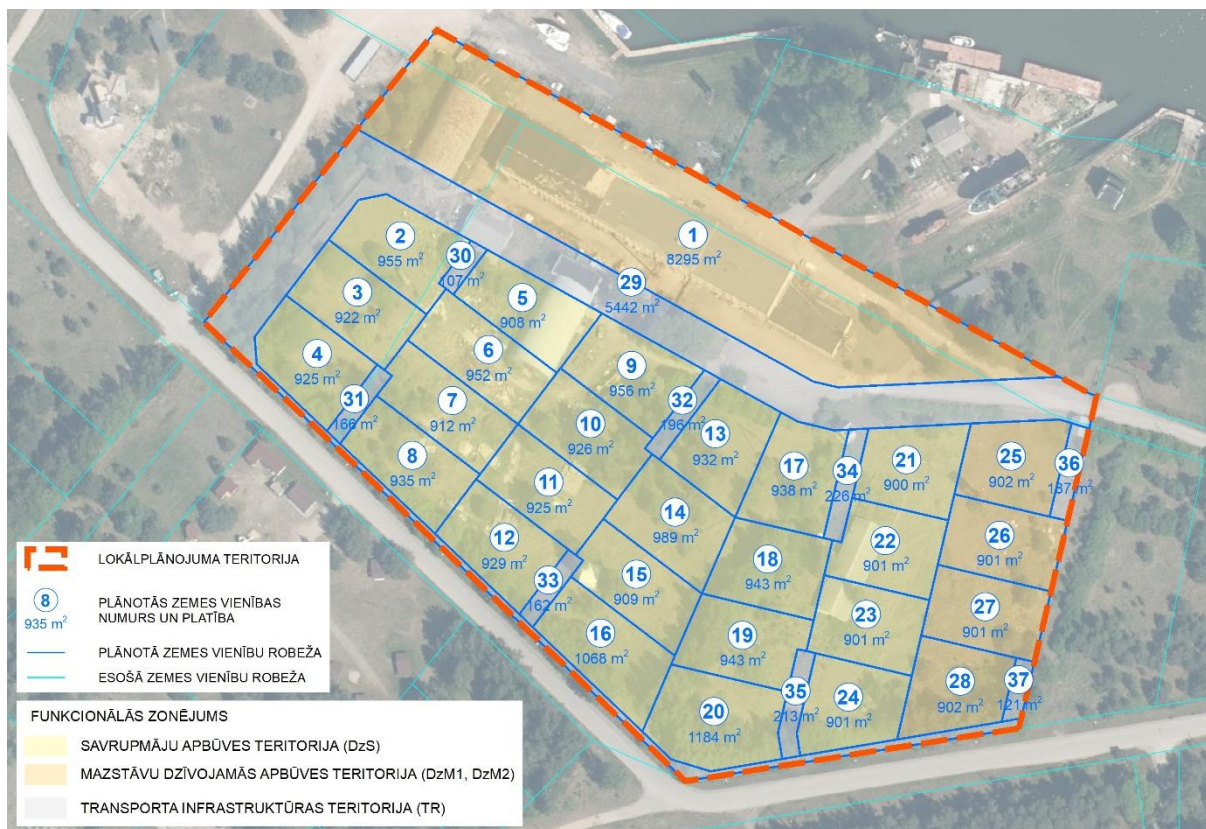 1
8295 m²
2
955 m²
30
107 m²
29
5442 m²
3
922 m²
5
908 m²
4
925 m²
6
952 m²
9
956 m²
31
166 m²
7
912 m²
10
926 m²
32
196 m²
13
932 m²
8
935 m²
11
925 m²
17
938 m²
34
226 m²
21
900 m²
25
902 m²
36
187 m²
12
929 m²
14
989 m²
22
901 m²
26
901 m²
33
162 m²
15
909 m²
18
943 m²
23
901 m²
27
901 m²
16
1068 m²
19
943 m²
35
213 m²
24
901 m²
28
902 m²
37
121 m²
20
1184 m²
LOKĀLPLĀNOJUMA TERITORIJA
8
935 m²
PLĀNOTĀS ZEMES VIENĪBAS
NUMURS UN PLATĪBA
PLĀNOTĀ ZEMES VIENĪBU ROBEŽA
ESOŠĀ ZEMES VIENĪBU ROBEŽA
FUNKCIONĀLĀS ZONĒJUMS
SAVRUPMĀJU APBŪVES TERITORIJA (DzS)
MAZSTĀVU DZĪVOJAMĀS APBŪVES TERITORIJA (DzM1, DzM2)
TRANSPORTA INFRASTRUKTŪRAS TERITORIJA (TR)